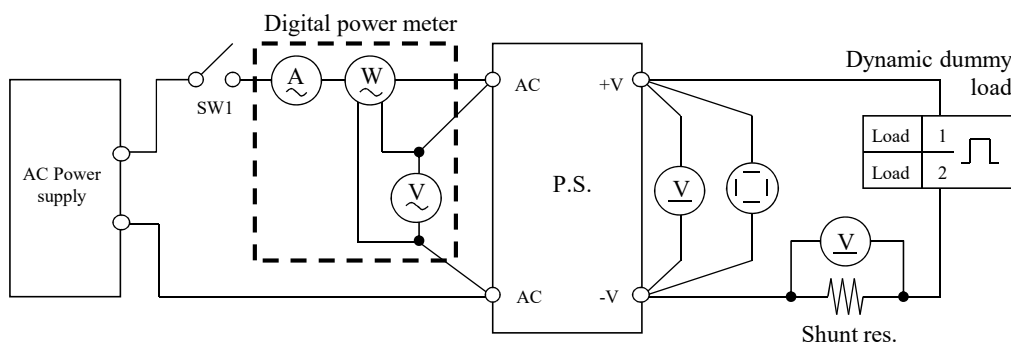 Digital power meter
Dynamic dummy
load
A
W
SW1
AC
+V
Load 1
Load 2
AC Power
supply
V
P.S.
V
V
AC
-V
Shunt res.